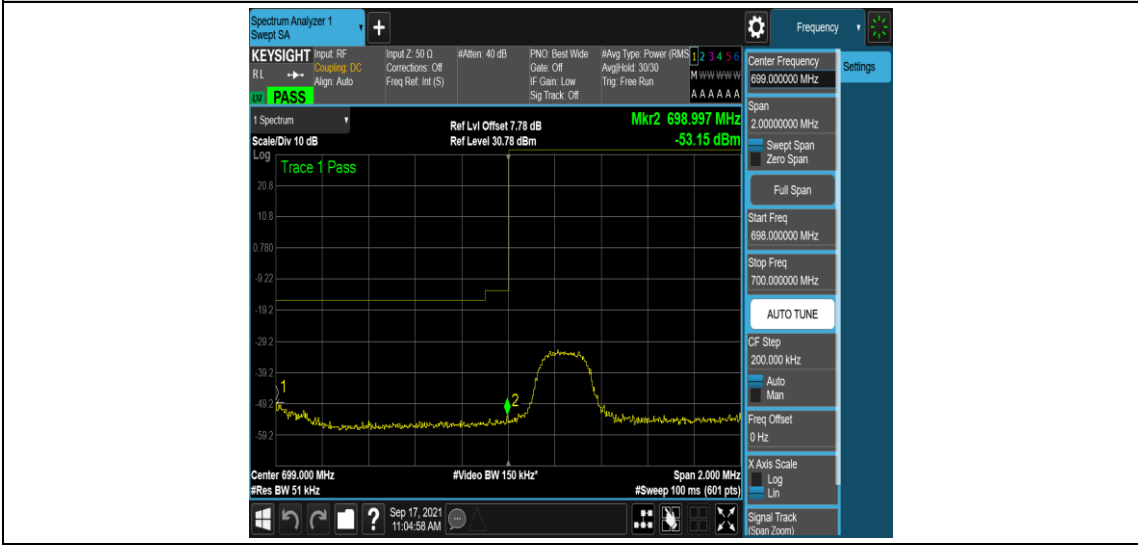 Spectrum Analyzer 1
Swept SA
+
Frequency
KEYSIGHT
RL
LM PASS
Input: RF
Coupling: DC
Align: Auto
Input Z: 50 Ω
Corrections: Off
Freq Ref: Int (S)
#Atten: 40 dB
PNO: Best Wide
Gate: Off
IF Gain: Low
Sig Track: Off
#Avg Type: Power (RMS
Avg|Hold: 30/30
Trig: Free Run
1 2 3 4 5 6
M W W W W W
A A A A A A
1 Spectrum
Scale/Div 10 dB
Ref Lvl Offset 7.78 dB
Ref Level 30.78 dBm
Mkr2 698.997 MHz
-53.15 dBm
Log
Trace 1 Pass
20.8
10.8
0.780
-9.22
-19.2
-29.2
-39.2
-49.2
-59.2
1
2
Center 699.000 MHz
#Res BW 51 kHz
#Video BW 150 kHz*
Span 2.000 MHz
#Sweep 100 ms (601 pts)
?
Sep 17, 2021
11:04:58 AM
Center Frequency
699.000000 MHz
Settings
Span
2.00000000 MHz
Swept Span
Zero Span
Full Span
Start Freq
698.000000 MHz
Stop Freq
700.000000 MHz
AUTO TUNE
CF Step
200.000 kHz
Auto
Man
Freq Offset
0 Hz
X Axis Scale
Log
Lin
Signal Track
(Span Zoom)